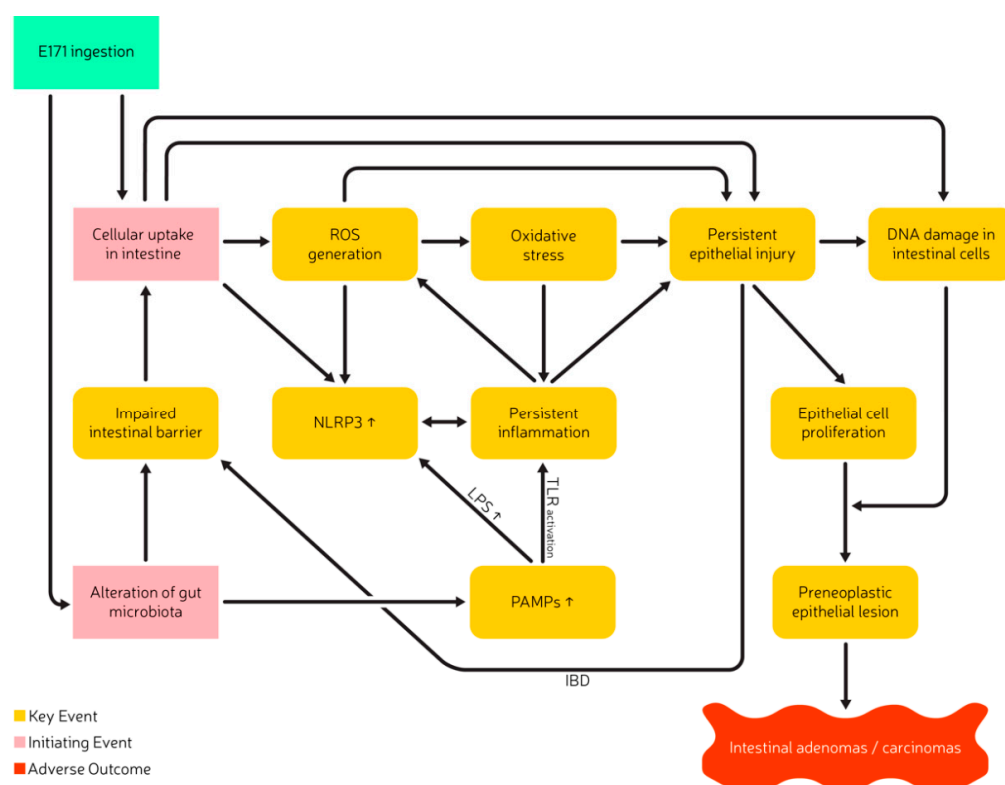 E171 ingestion
Cellular uptake
in intestine
ROS
generation
Oxidative
stress
Persistent
epithelial injury
DNA damage in
intestinal cells
Impaired
intestinal barrier
NLRP3 ↑
Persistent
inflammation
Epithelial cell
proliferation
LPS ↑
TLR activation
Alteration of gut
microbiota
PAMPs ↑
Preneoplastic
epithelial lesion
IBD
Key Event
Initiating Event
Adverse Outcome
Intestinal adenomas / carcinomas